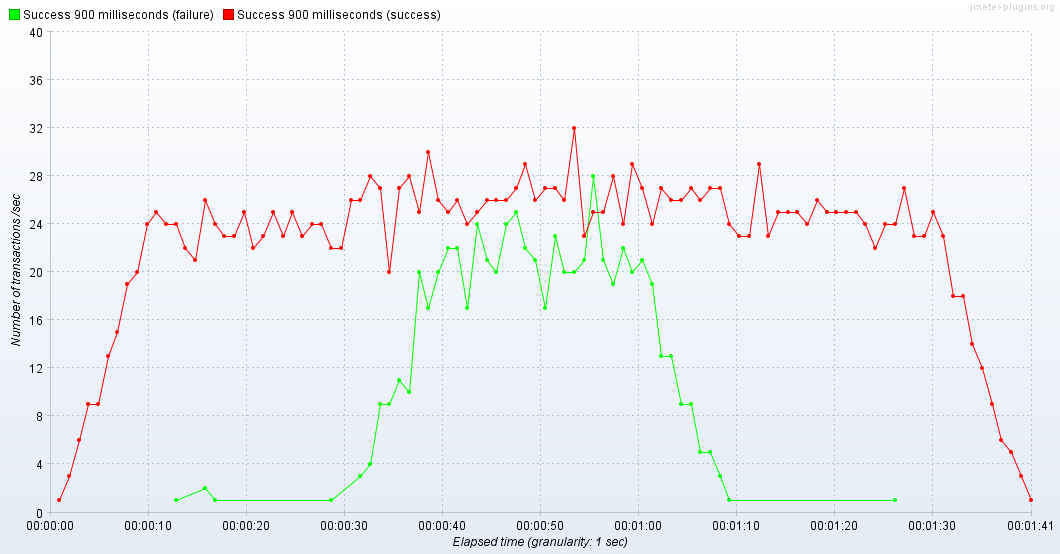 Success 900 milliseconds (failure) Success 900 milliseconds (success)
jmeter-plugins.org
40
36
32
28
24
20
16
12
8
4
0
Number of transactions /sec
00:00:00 00:00:10 00:00:20 00:00:30 00:00:40 00:00:50 00:01:00 00:01:10 00:01:20 00:01:30 00:01:41
Elapsed time (granularity: 1 sec)